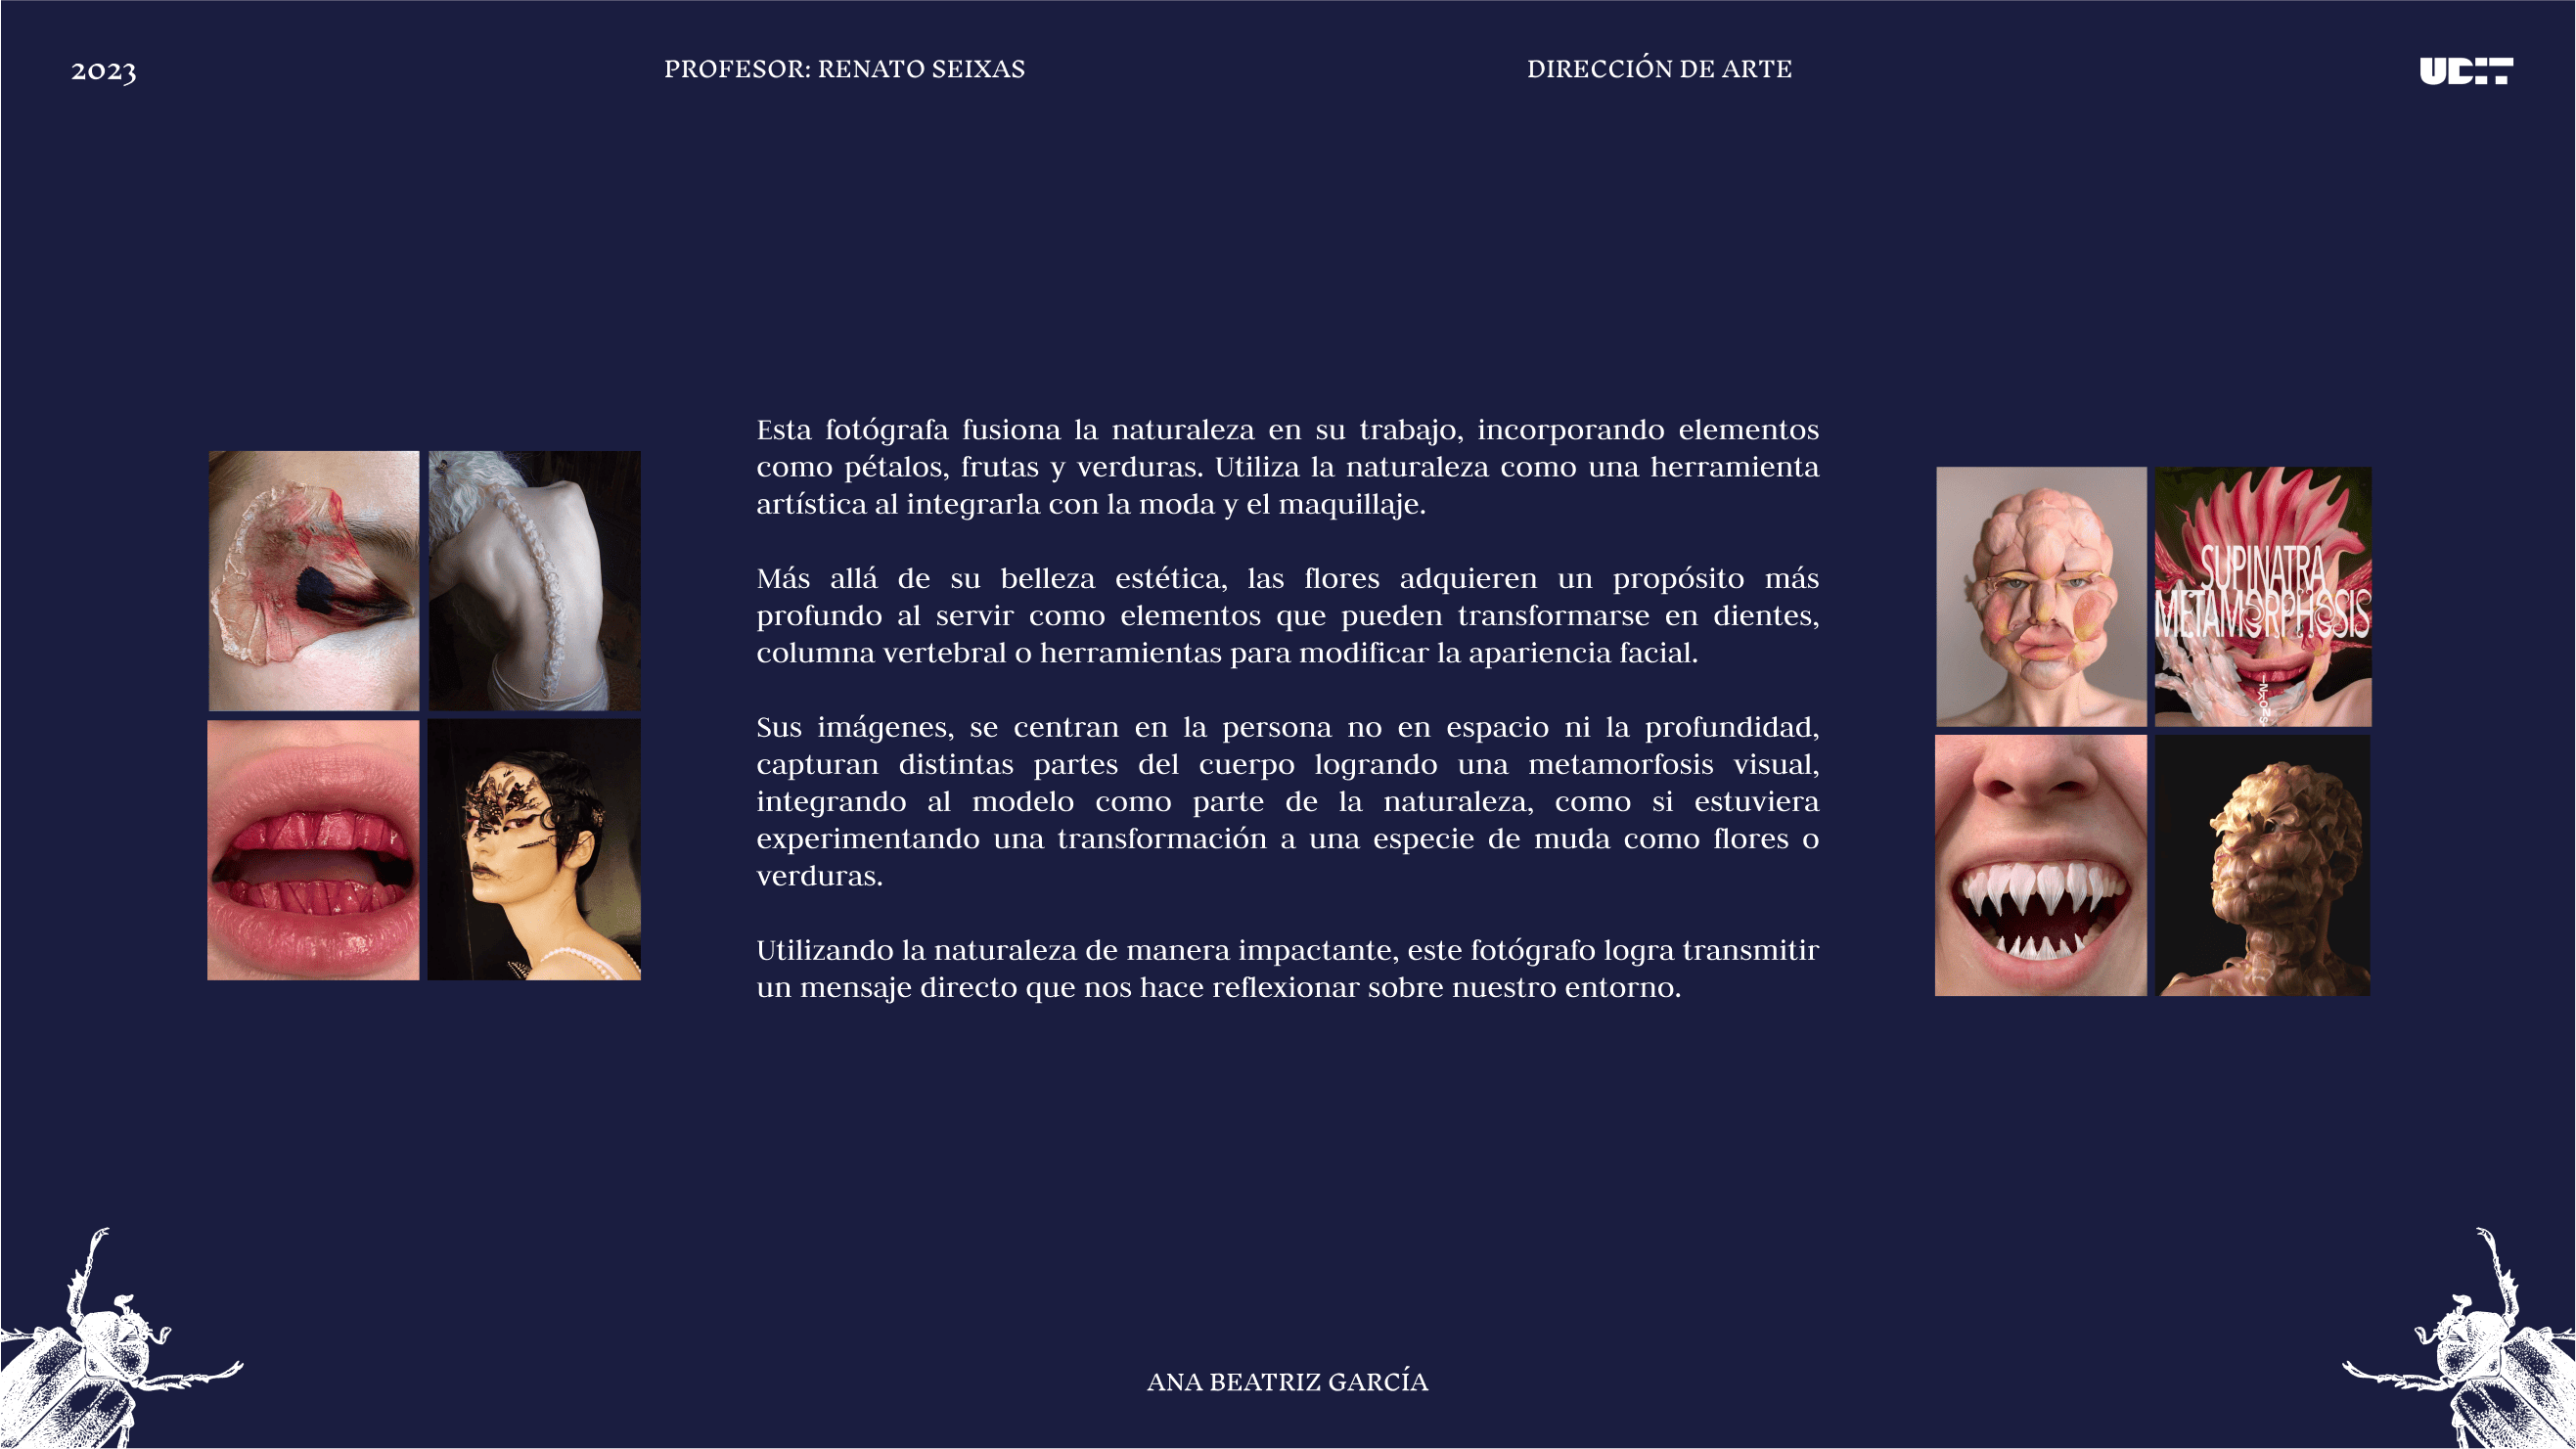 2023
PROFESOR: RENATO SEIXAS
DIRECCIÓN DE ARTE
UDIT
Esta fotógrafa fusiona la naturaleza en su trabajo, incorporando elementos
como pétalos, frutas y verduras. Utiliza la naturaleza como una herramienta
artística al integrarla con la moda y el maquillaje.
Más allá de su belleza estética, las flores adquieren un propósito más
profundo al servir como elementos que pueden transformarse en dientes,
columna vertebral o herramientas para modificar la apariencia facial.
Sus imágenes, se centran en la persona no en espacio ni la profundidad,
capturan distintas partes del cuerpo logrando una metamorfosis visual,
integrando al modelo como parte de la naturaleza, como si estuviera
experimentando una transformación a una especie de muda como flores o
verduras.
Utilizando la naturaleza de manera impactante, este fotógrafo logra transmitir
un mensaje directo que nos hace reflexionar sobre nuestro entorno.
SUPINATRA
METAMORPHOSIS
ANA BEATRIZ GARCÍA